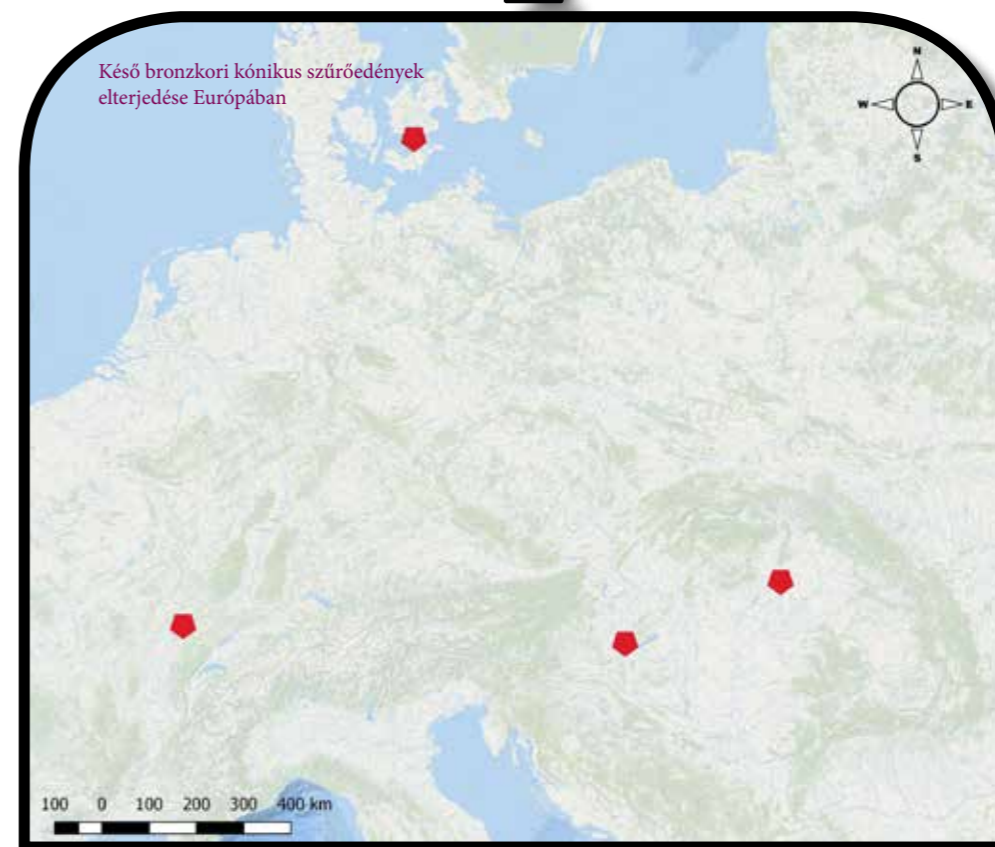 Késő bronzkori kónikus szűrőedények
elterjedése Európában
N
W E
S
100 0 100 200 300 400 km